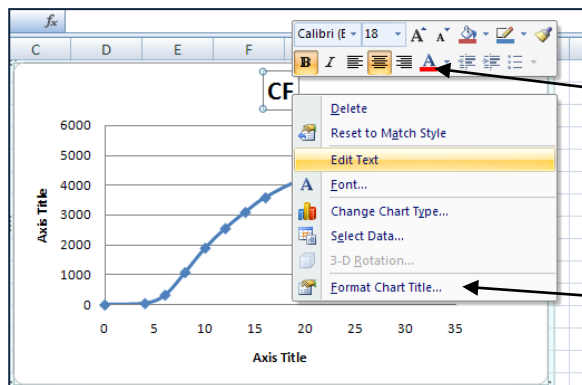 fx
Calibri (E 18 A A
C D E F
B I A
CF
Delete
Reset to Match Style
Edit Text
A Font...
Change Chart Type...
Select Data...
3-D Rotation...
Format Chart Title...
6000
5000
4000
3000
2000
1000
0
Axis Title
0 5 10 15 20 25 30 35
Axis Title